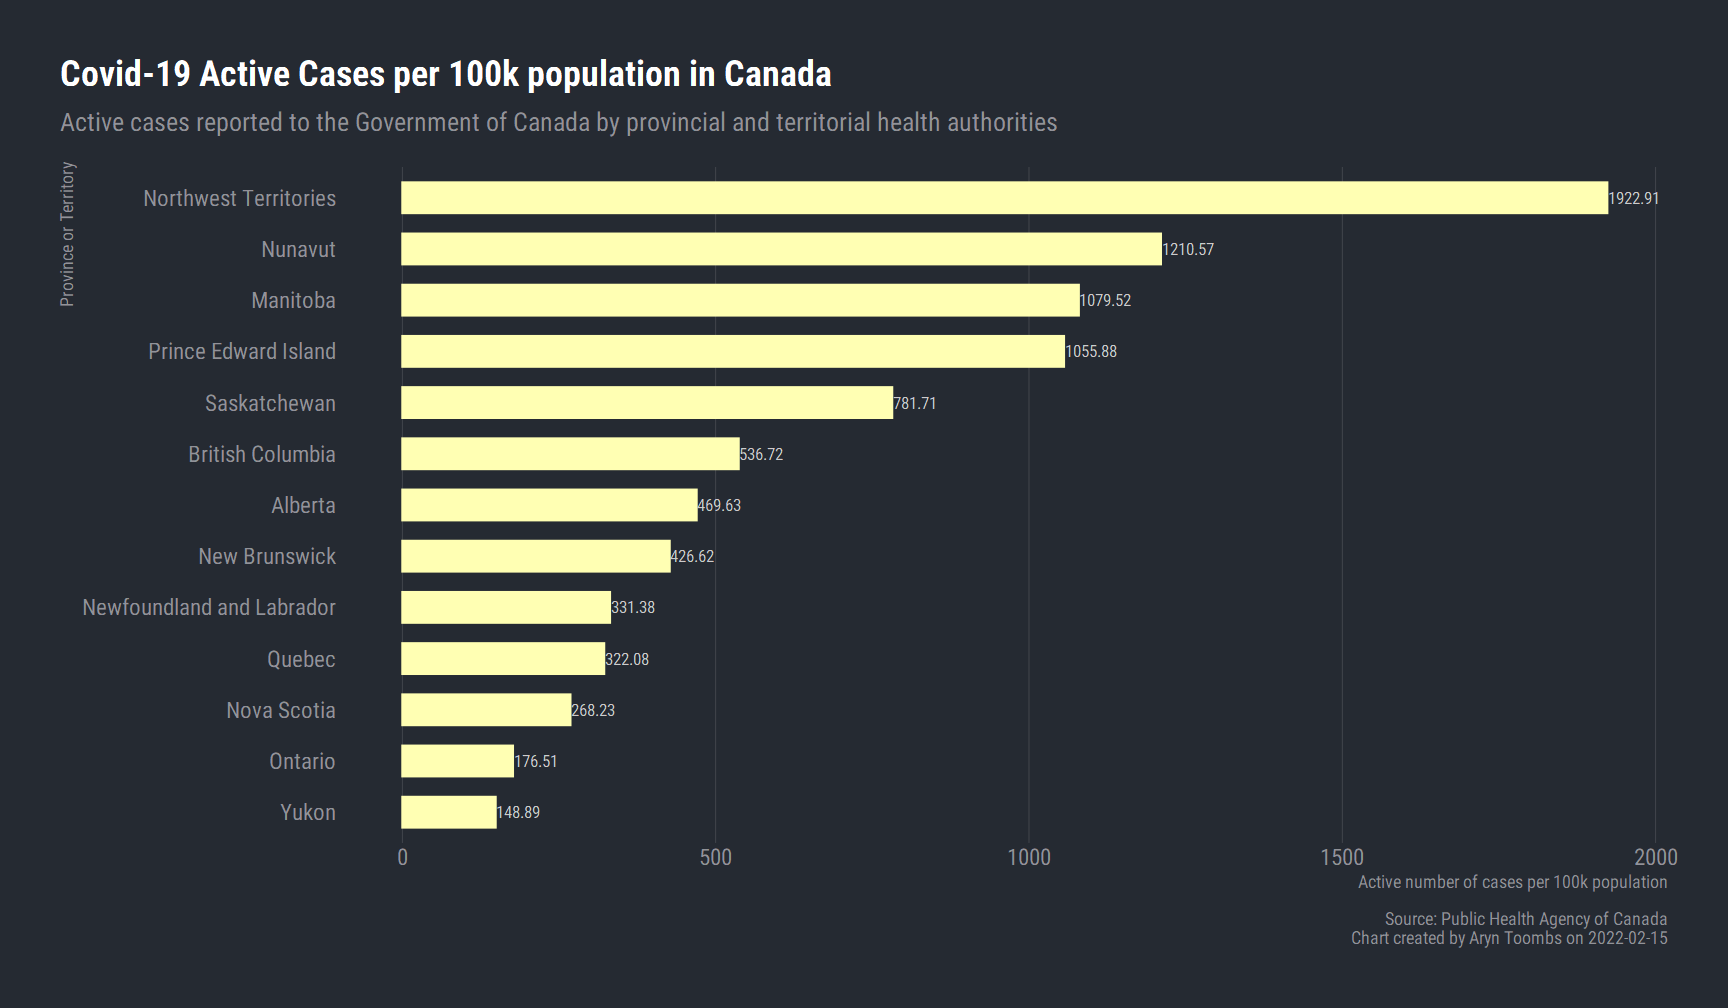 Covid-19 Active Cases per 100k population in Canada
Active cases reported to the Government of Canada by provincial and territorial health authorities
Province or Territory
Northwest Territories 1922.91
Nunavut 1210.57
Manitoba 1079.52
Prince Edward Island 1055.88
Saskatchewan 781.71
British Columbia 536.72
Alberta 469.63
New Brunswick 426.62
Newfoundland and Labrador 331.38
Quebec 322.08
Nova Scotia 268.23
Ontario 176.51
Yukon 148.89
0 500 1000 1500 2000
Active number of cases per 100k population
Source: Public Health Agency of Canada
Chart created by Aryn Toombs on 2022-02-15